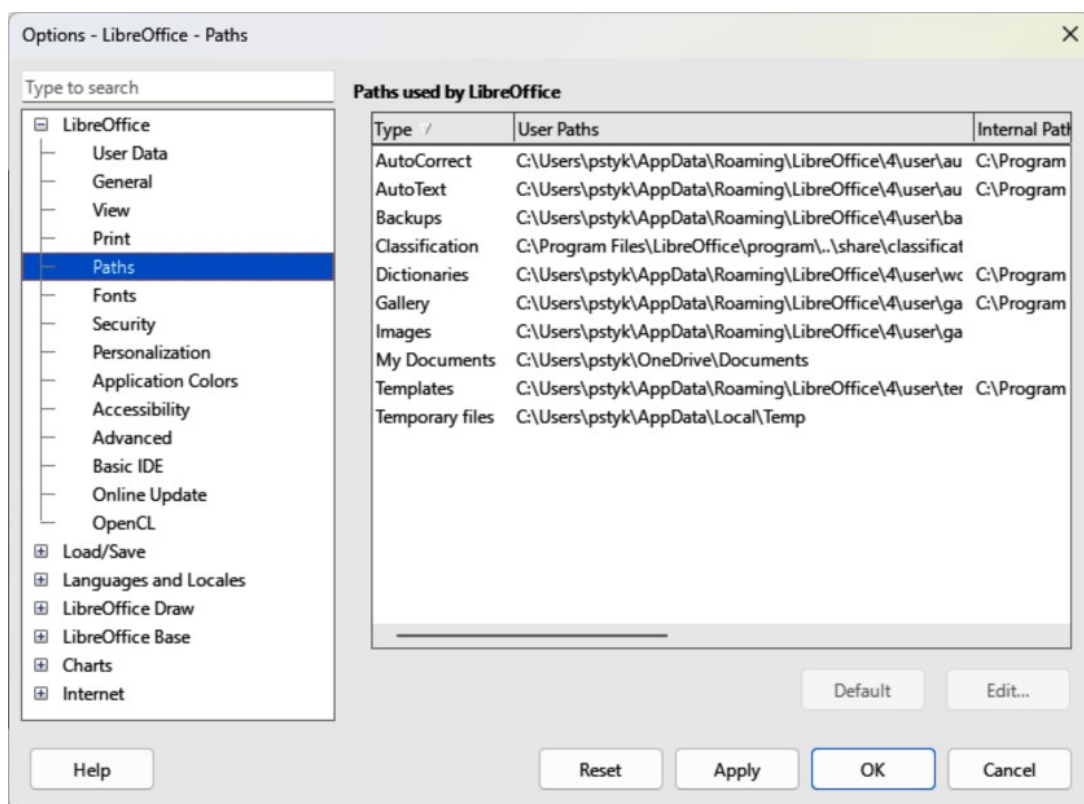 Options - LibreOffice - Paths
Type to search
LibreOffice
User Data
General
View
Print
Paths
Fonts
Security
Personalization
Application Colors
Accessibility
Advanced
Basic IDE
Online Update
OpenCL
Load/Save
Languages and Locales
LibreOffice Draw
LibreOffice Base
Charts
Internet
Paths used by LibreOffice
Type User Paths Internal Path
AutoCorrect C:\Users\pstyk\AppData\Roaming\LibreOffice\4\user\au C:\Program
AutoText C:\Users\pstyk\AppData\Roaming\LibreOffice\4\user\au C:\Program
Backups C:\Users\pstyk\AppData\Roaming\LibreOffice\4\user\ba
Classification C:\Program Files\LibreOffice\program\..\share\classificat
Dictionaries C:\Users\pstyk\AppData\Roaming\LibreOffice\4\user\wc C:\Program
Gallery C:\Users\pstyk\AppData\Roaming\LibreOffice\4\user\ga C:\Program
Images C:\Users\pstyk\AppData\Roaming\LibreOffice\4\user\ga
My Documents C:\Users\pstyk\OneDrive\Documents
Templates C:\Users\pstyk\AppData\Roaming\LibreOffice\4\user\ter C:\Program
Temporary files C:\Users\pstyk\AppData\Local\Temp
Default Edit...
Help Reset Apply OK Cancel